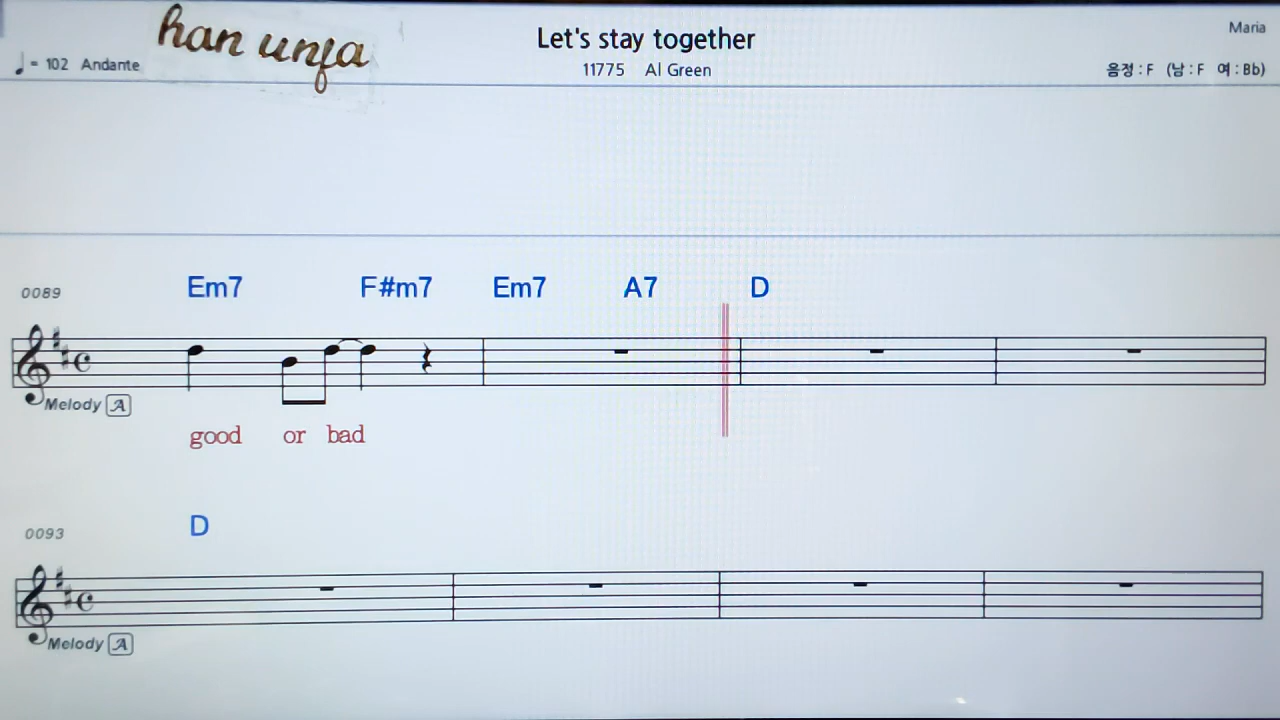 han unfa
Let's stay together
Maria
♩= 102 Andante
11775 Al Green
음정 : F (남 : F 여 : Bb)
0089
Em7 F#m7 Em7 A7 D
Melody A
good or bad
0093
D
Melody A